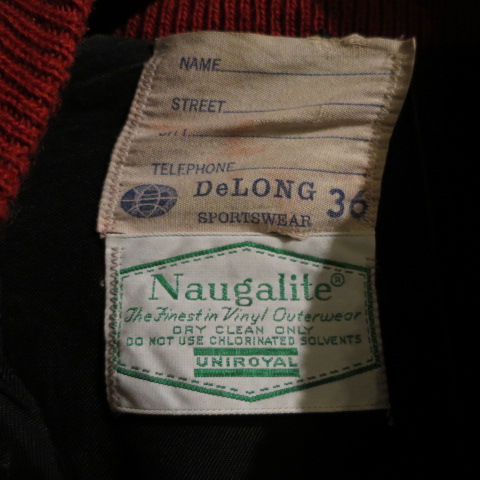 NAME
STREET
CITY
TELEPHONE
DeLONG
SPORTSWEAR 36
Naugalite®
The Finest in Vinyl Outerwear
DRY CLEAN ONLY
DO NOT USE CHLORINATED SOLVENTS
UNIROYAL